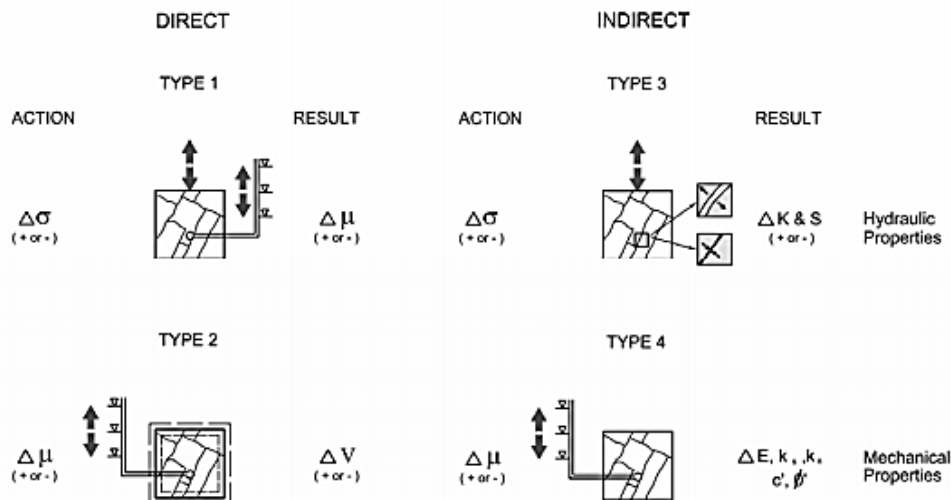 DIRECT
INDIRECT
TYPE 1
TYPE 3
ACTION
RESULT
ACTION
RESULT
Δσ
(+ or -)
Δμ
(+ or -)
Δσ
(+ or -)
ΔK & S
(+ or -)
Hydraulic
Properties
TYPE 2
TYPE 4
Δμ
(+ or -)
ΔV
(+ or -)
Δμ
(+ or -)
ΔE, k, ,k,
c', ϕ'
Mechanical
Properties